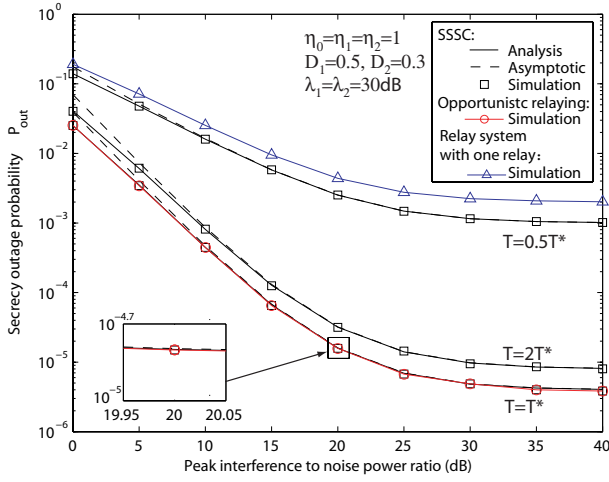 η₀=η₁=η₂=1
D₁=0.5, D₂=0.3
λ₁=λ₂=30dB
SSSC:
Analysis
Asymptotic
Simulation
Opportunistc relaying:
Simulation
Relay system
with one relay:
Simulation
10⁰
10⁻¹
10⁻²
10⁻³
10⁻⁴
10⁻⁵
10⁻⁶
Secrecy outage probability P_out
T=0.5T*
T=2T*
T=T*
10⁻⁴·⁷
10⁻⁵
19.95 20 20.05
0 5 10 15 20 25 30 35 40
Peak interference to noise power ratio (dB)